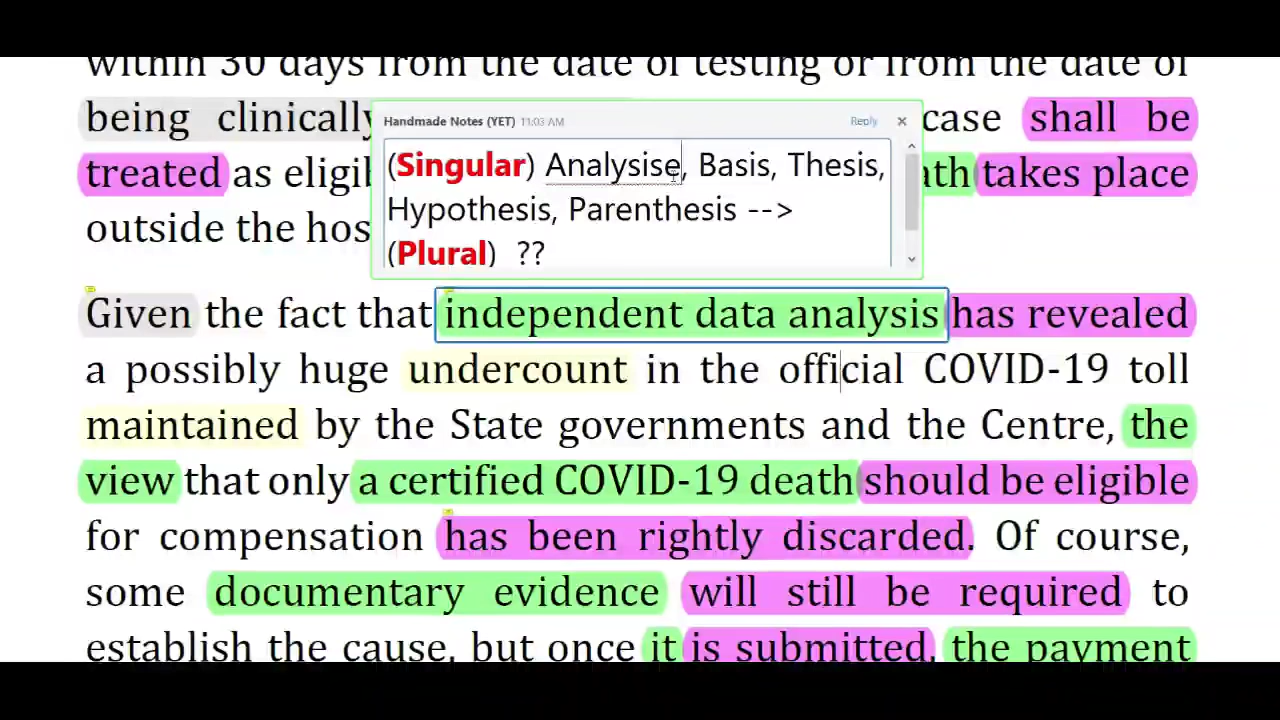 within 30 days from the date of testing or from the date of
being clinically case shall be
Handmade Notes (YET) 11:03 AM Reply
(Singular) Analysise, Basis, Thesis,
Hypothesis, Parenthesis -->
(Plural) ??
treated as eligi ath takes place
outside the hos
Given the fact that independent data analysis has revealed
a possibly huge undercount in the official COVID-19 toll
maintained by the State governments and the Centre, the
view that only a certified COVID-19 death should be eligible
for compensation has been rightly discarded. Of course,
some documentary evidence will still be required to
establish the cause, but once it is submitted, the payment